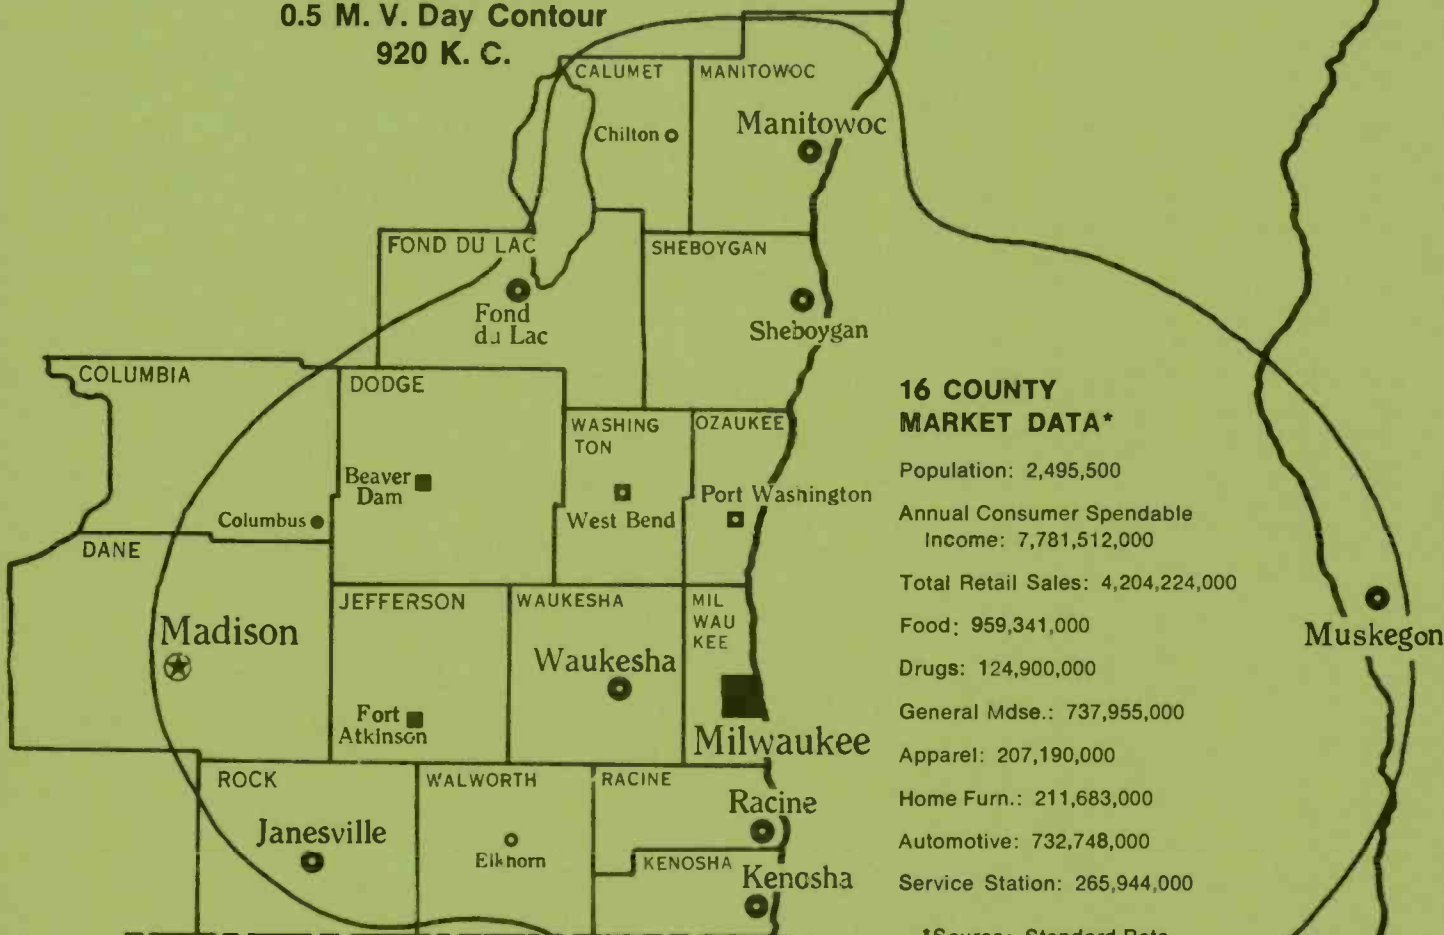 0.5 M. V. Day Contour
920 K. C.
CALUMET
MANITOWOC
Chilton
Manitowoc
FOND DU LAC
SHEBOYGAN
Fond
du Lac
Sheboygan
COLUMBIA
DODGE
WASHING
TON
OZAUKEE
Beaver
Dam
Columbus
West Bend
Port Washington
DANE
JEFFERSON
WAUKESHA
MIL
WAU
KEE
Madison
Waukesha
Fort
Atkinson
Milwaukee
ROCK
WALWORTH
RACINE
Janesville
Elkhorn
Racine
KENOSHA
Kenosha
Muskegon
16 COUNTY
MARKET DATA*
Population: 2,495,500
Annual Consumer Spendable
Income: 7,781,512,000
Total Retail Sales: 4,204,224,000
Food: 959,341,000
Drugs: 124,900,000
General Mdse.: 737,955,000
Apparel: 207,190,000
Home Furn.: 211,683,000
Automotive: 732,748,000
Service Station: 265,944,000
*Source: Standard Rate